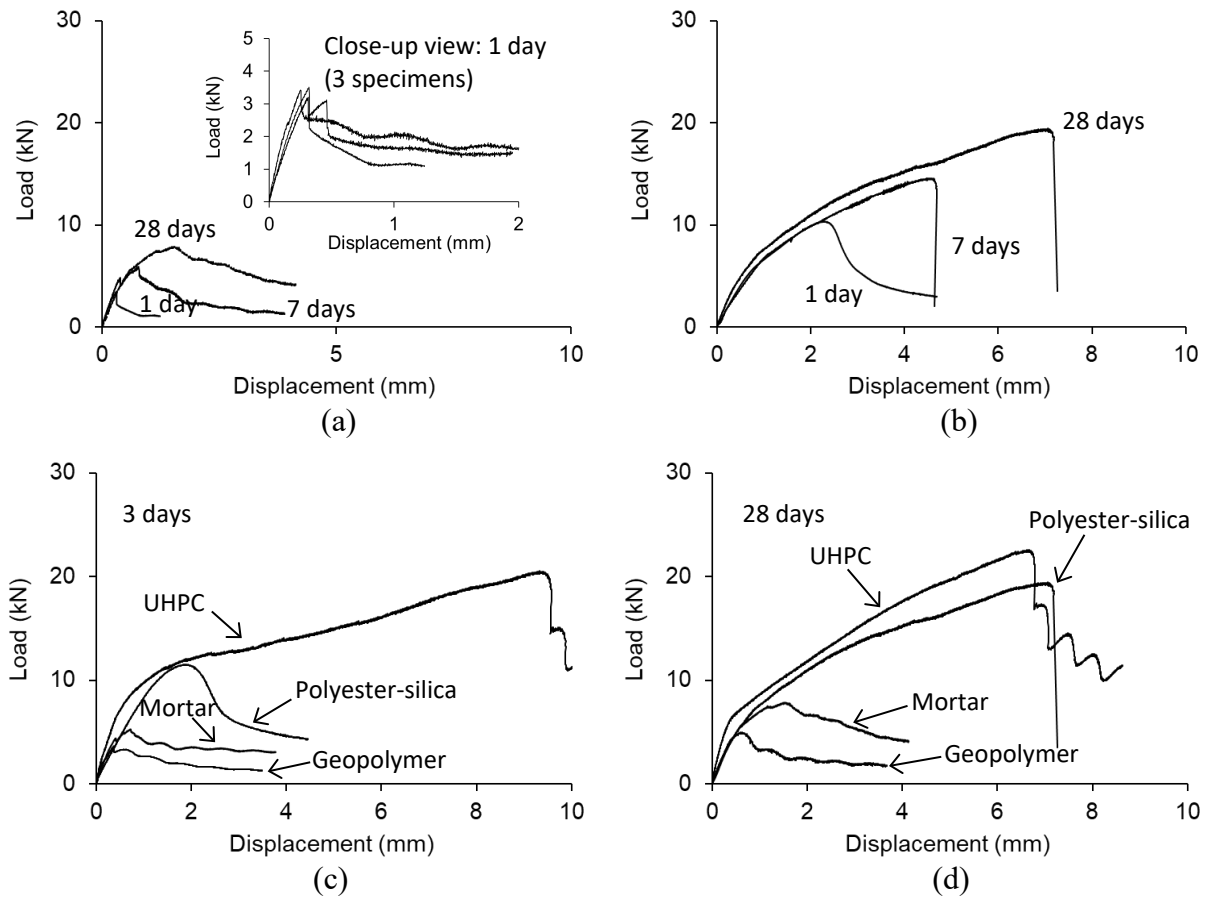 30
20
10
0
Load (kN)
0
5
10
Displacement (mm)
28 days
1 day
7 days
Close-up view: 1 day
(3 specimens)
5
4
3
2
1
0
Load (kN)
0
1
2
Displacement (mm)
(a)
30
20
10
0
Load (kN)
0 2 4 6 8 10
Displacement (mm)
28 days
7 days
1 day
(b)
30
20
10
0
Load (kN)
0 2 4 6 8 10
Displacement (mm)
3 days
UHPC
Polyester-silica
Mortar
Geopolymer
(c)
30
20
10
0
Load (kN)
0 2 4 6 8 10
Displacement (mm)
28 days
Polyester-silica
UHPC
Mortar
Geopolymer
(d)